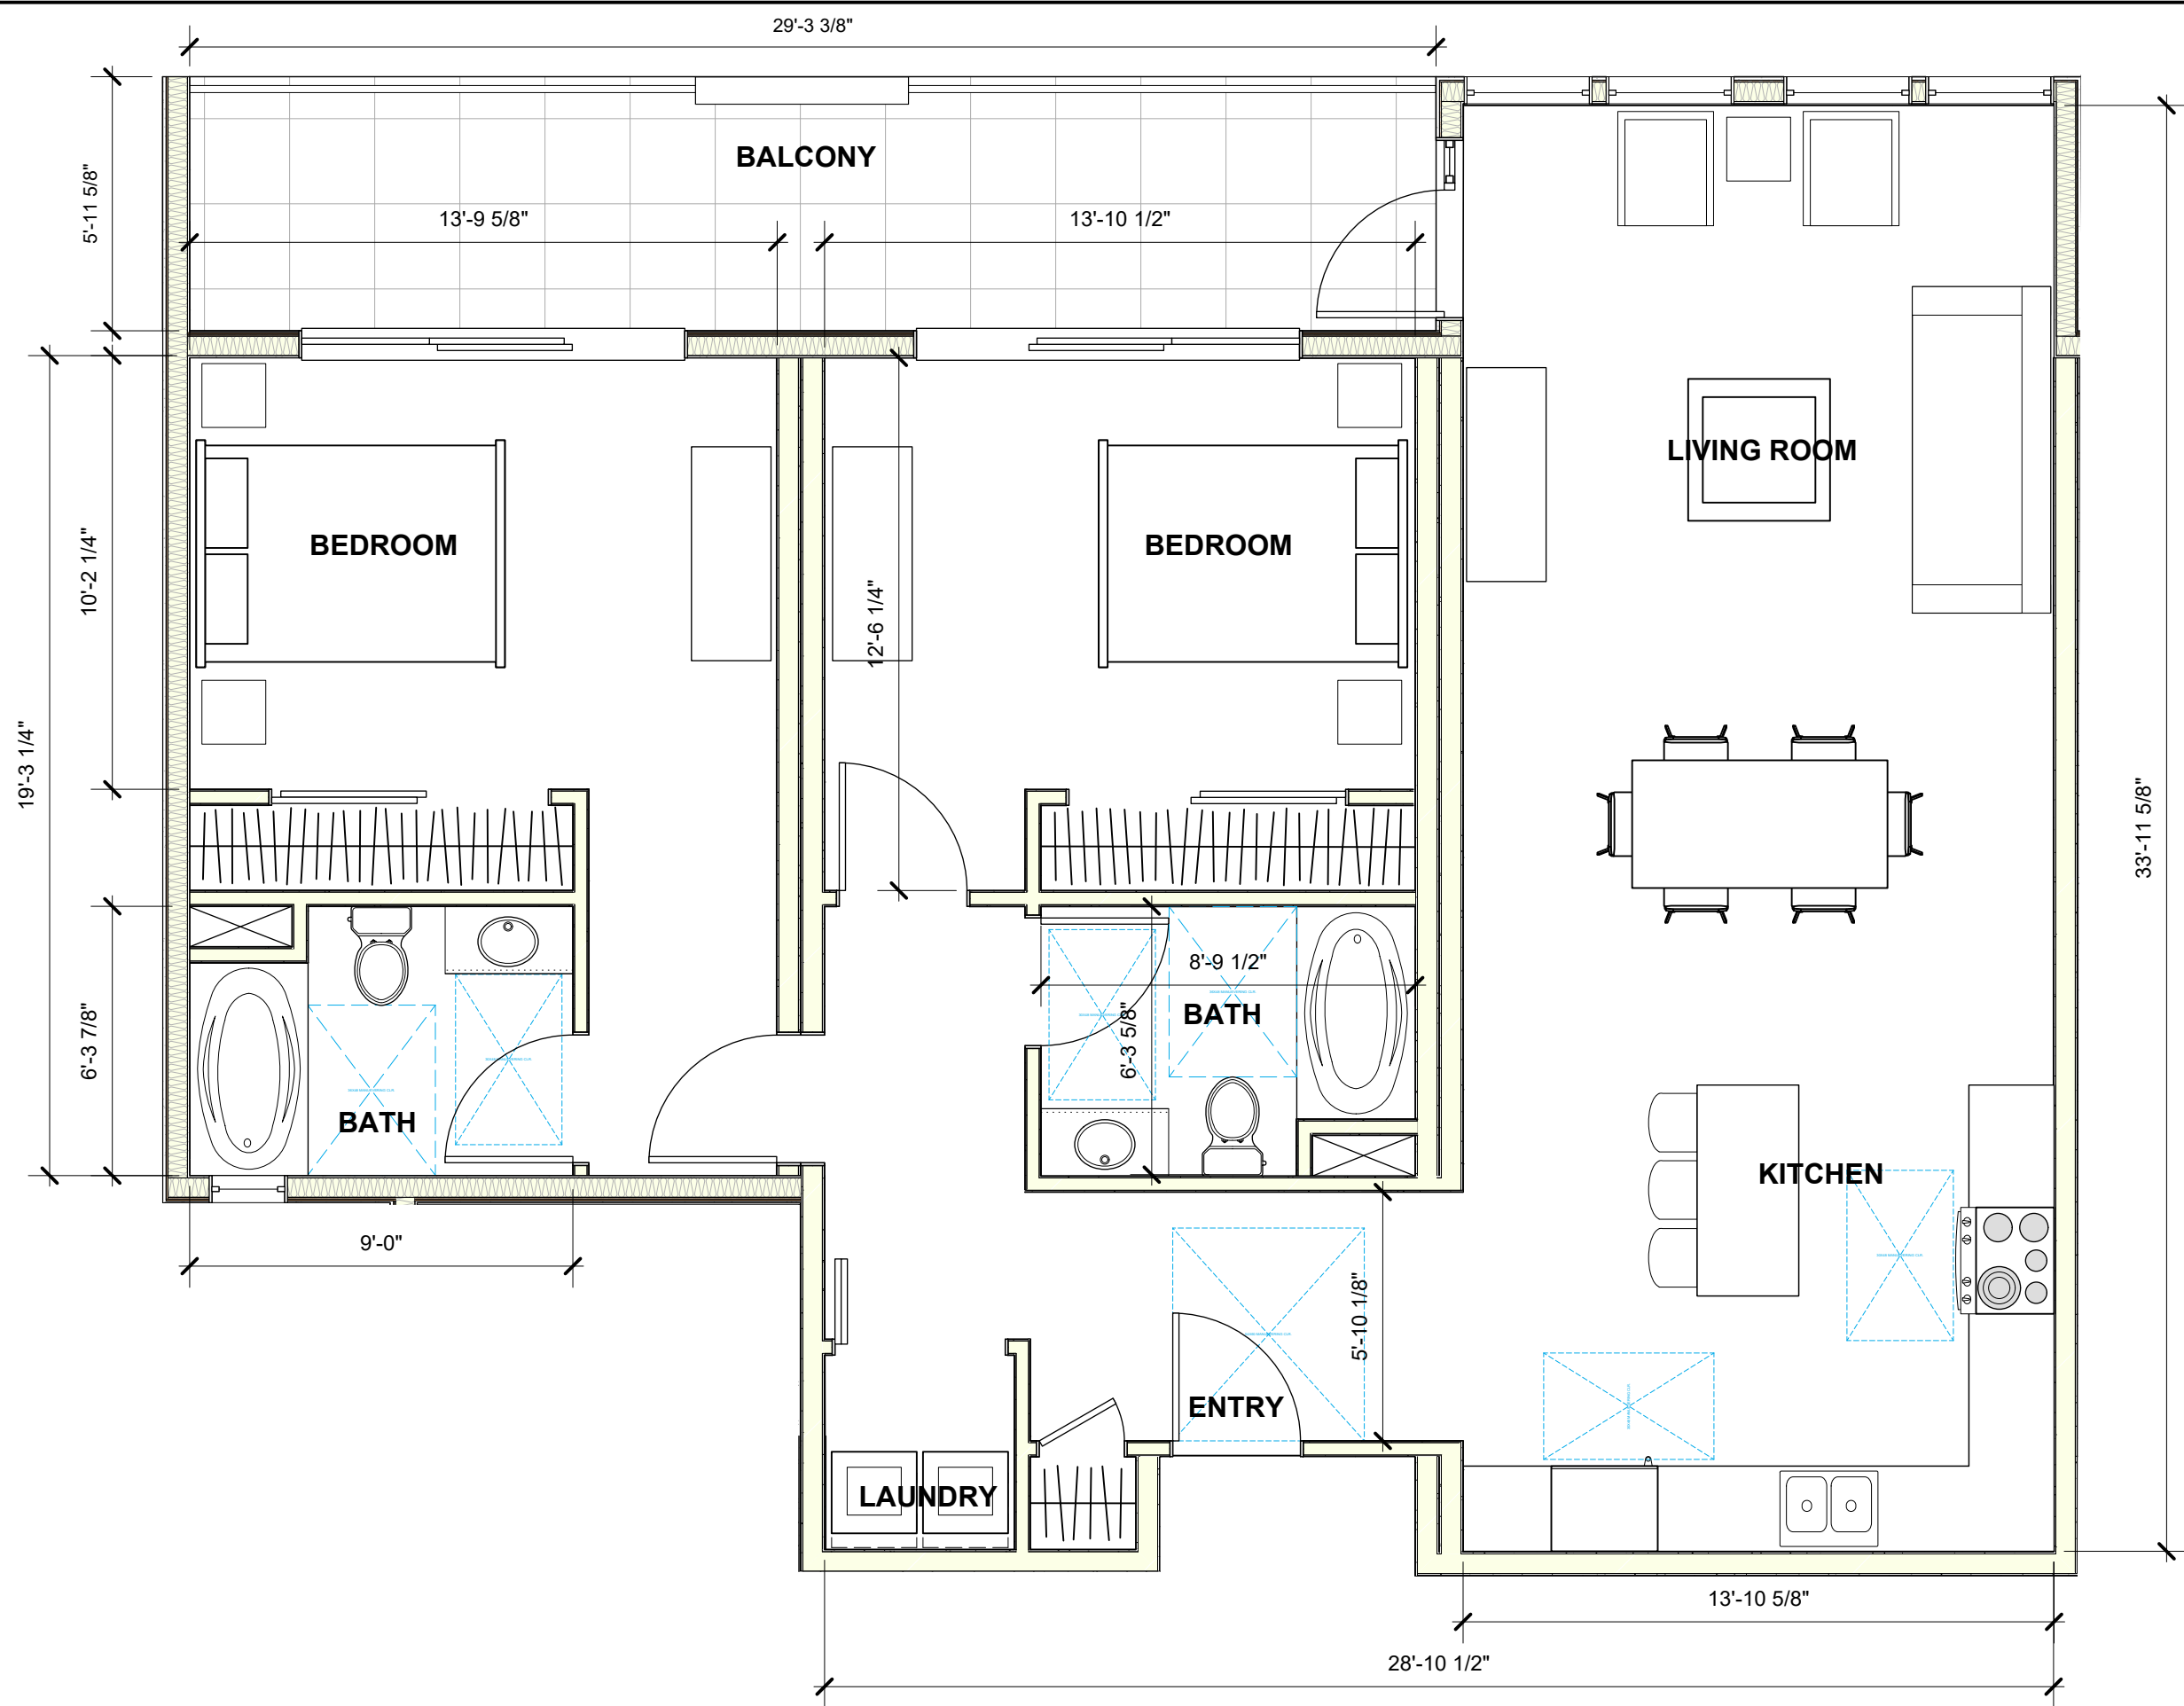 29'-3 3/8"
BALCONY
5'-11 5/8"
13'-9 5/8"
13'-10 1/2"
LIVING ROOM
BEDROOM
BEDROOM
10'-2 1/4"
12'-6 1/4"
19'-3 1/4"
33'-11 5/8"
8'-9 1/2"
BATH
6'-3 5/8"
6'-3 7/8"
BATH
KITCHEN
9'-0"
5'-10 1/8"
ENTRY
LAUNDRY
13'-10 5/8"
28'-10 1/2"